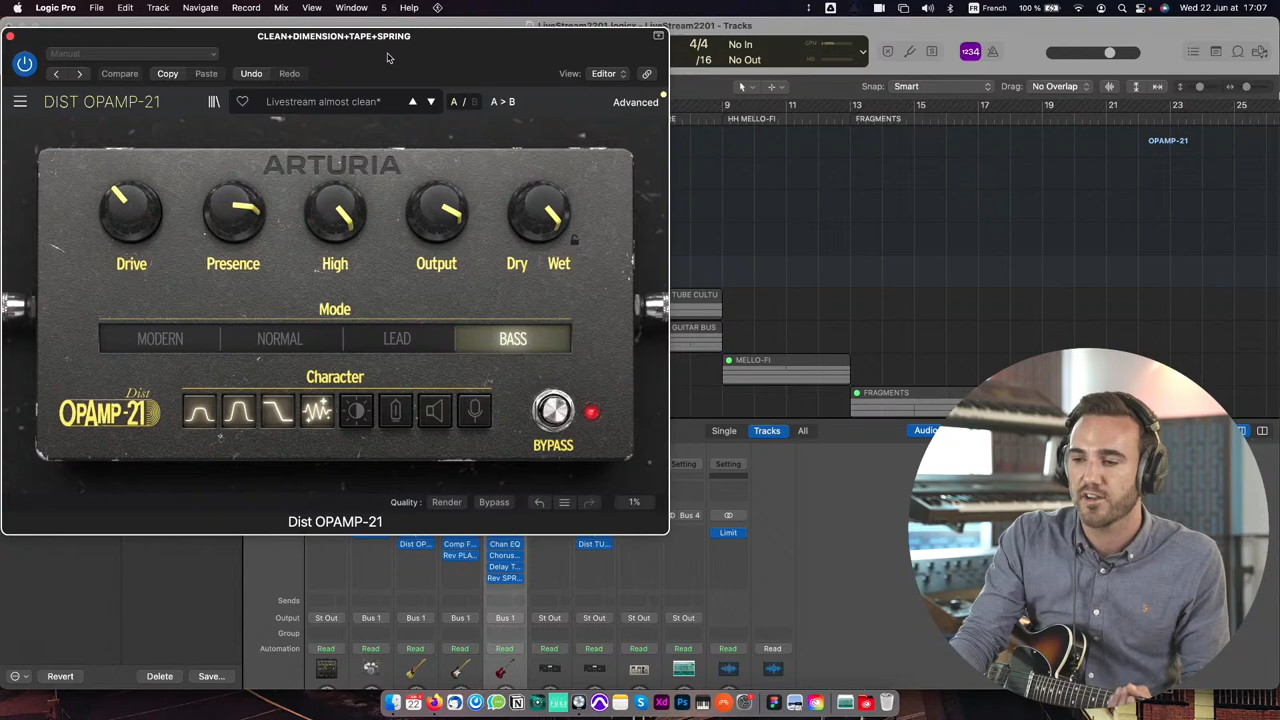 Logic Pro File Edit Track Navigate Record Mix View Window 5 Help French Wed 22 Jun at 17:07
LiveStream2201.logicx - LiveStream2201 - Tracks
CLEAN+DIMENSION+TAPE+SPRING
Manual
Compare Copy Paste Undo Redo View: Editor
4/4 No In
/16 No Out
1234
Snap: Smart Drag: No Overlap
DIST OPAMP-21 Livestream almost clean* A / B A > B Advanced
9 11 13 15 17 19 21 23 25
HH MELLO-FI FRAGMENTS
OPAMP-21
ARTURIA
Drive Presence High Output Dry Wet
Mode
MODERN NORMAL LEAD BASS
Character
Dist
OPAMP-21
BYPASS
TUBE CULTU
GUITAR BUS
MELLO-FI
FRAGMENTS
Single Tracks All Audio
Quality: Render Bypass 1%
Dist OPAMP-21
Setting Setting
Bus 4
Limit
Dist OP... Comp F... Chan EQ Dist TU...
Rev PLA... Chorus...
Delay T...
Rev SPR...
Sends
Output St Out Bus 1 Bus 1 Bus 1 Bus 1 St Out St Out St Out St Out
Group
Automation Read Read Read Read Read Read Read Read Read Read Read
Revert Delete Save...